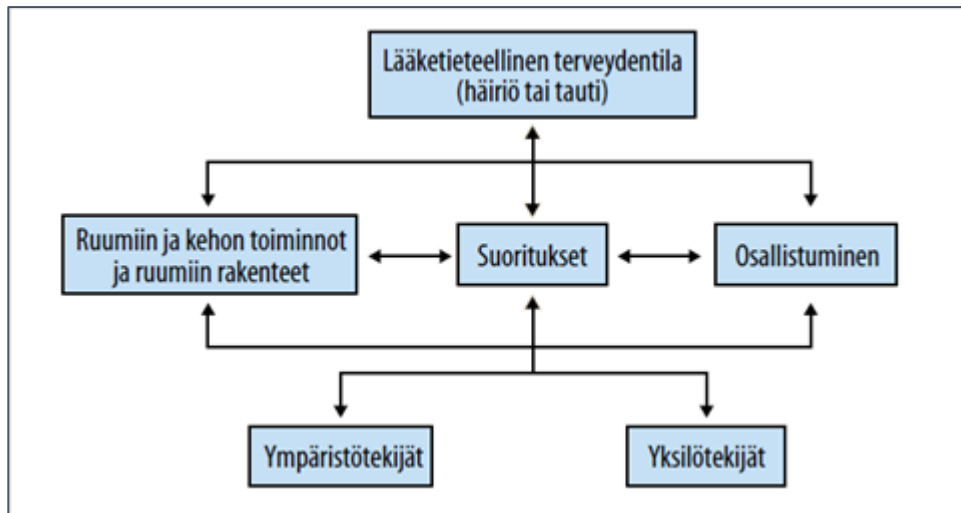 Lääketieteellinen terveydentila
(häiriö tai tauti)
Ruumiin ja kehon toiminnot
ja ruumiin rakenteet
Suoritukset
Osallistuminen
Ympäristötekijät
Yksilötekijät